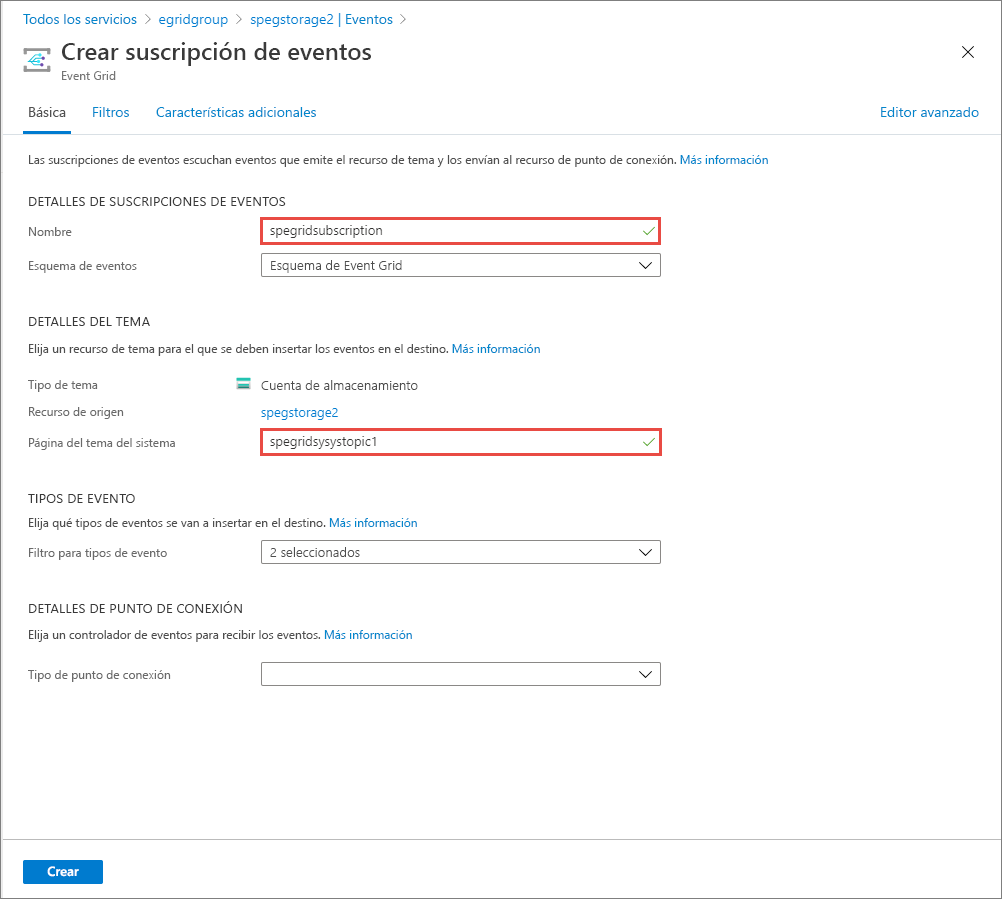 Todos los servicios > egridgroup > spegstorage2 | Eventos >
Crear suscripción de eventos
Event Grid
Básica Filtros Características adicionales Editor avanzado
Las suscripciones de eventos escuchan eventos que emite el recurso de tema y los envían al recurso de punto de conexión. Más información
DETALLES DE SUSCRIPCIONES DE EVENTOS
Nombre spegridsubscription
Esquema de eventos Esquema de Event Grid
DETALLES DEL TEMA
Elija un recurso de tema para el que se deben insertar los eventos en el destino. Más información
Tipo de tema Cuenta de almacenamiento
Recurso de origen spegstorage2
Página del tema del sistema spegridsysystopic1
TIPOS DE EVENTO
Elija qué tipos de eventos se van a insertar en el destino. Más información
Filtro para tipos de evento 2 seleccionados
DETALLES DE PUNTO DE CONEXIÓN
Elija un controlador de eventos para recibir los eventos. Más información
Tipo de punto de conexión
Crear